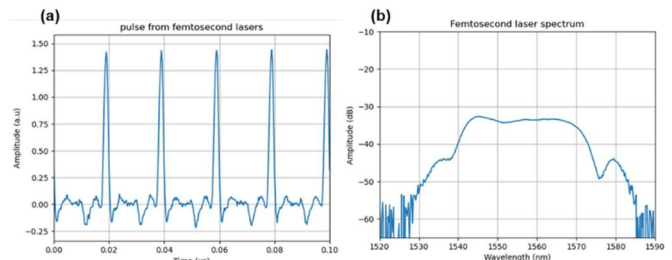 (a)
pulse from femtosecond lasers
Amplitude (a.u)
1.50
1.25
1.00
0.75
0.50
0.25
0.00
−0.25
0.00 0.02 0.04 0.06 0.08 0.10
(b)
Femtosecond laser spectrum
Amplitude (dB)
−10
−20
−30
−40
−50
−60
1520 1530 1540 1550 1560 1570 1580 1590
Wavelength (nm)